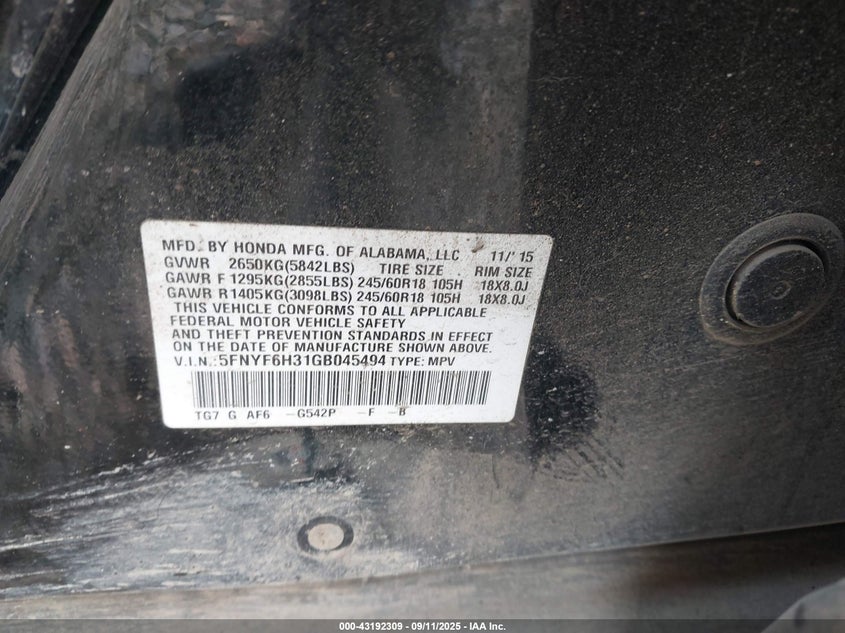 MFD. BY HONDA MFG. OF ALABAMA, LLC 11/'15
GVWR 2650KG(5842LBS) TIRE SIZE RIM SIZE
GAWR F 1295KG(2855LBS) 245/60R18 105H 18X8.0J
GAWR R1405KG(3098LBS) 245/60R18 105H 18X8.0J
THIS VEHICLE CONFORMS TO ALL APPLICABLE
FEDERAL MOTOR VEHICLE SAFETY
AND THEFT PREVENTION STANDARDS IN EFFECT
ON THE DATE OF MANUFACTURE SHOWN ABOVE.
V.I.N.:5FNYF6H31GB045494 TYPE: MPV
TG7 G AF6 -G542P -F -B
000-43192309 - 09/11/2025 - IAA Inc.